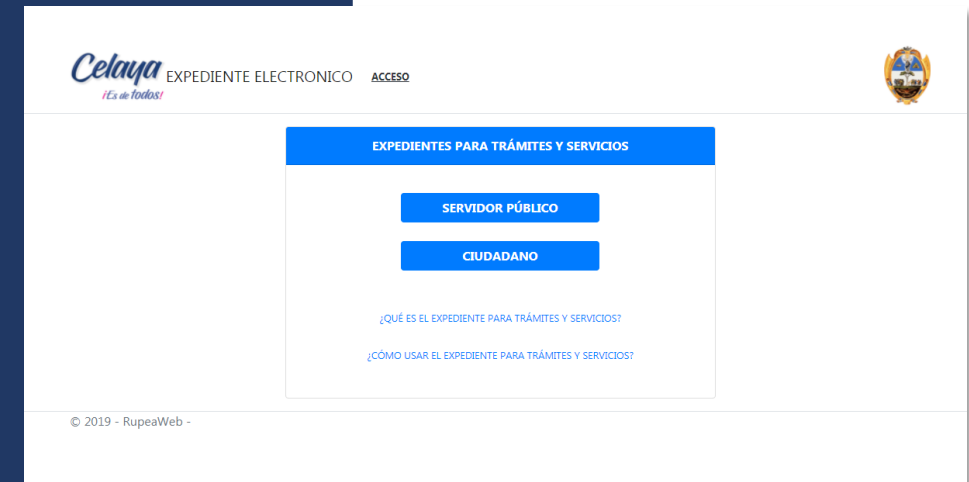 Celaya
¡Es de todos!
EXPEDIENTE ELECTRONICO ACCESO
EXPEDIENTES PARA TRÁMITES Y SERVICIOS
SERVIDOR PÚBLICO
CIUDADANO
¿QUÉ ES EL EXPEDIENTE PARA TRÁMITES Y SERVICIOS?
¿CÓMO USAR EL EXPEDIENTE PARA TRÁMITES Y SERVICIOS?
© 2019 - RupeaWeb -